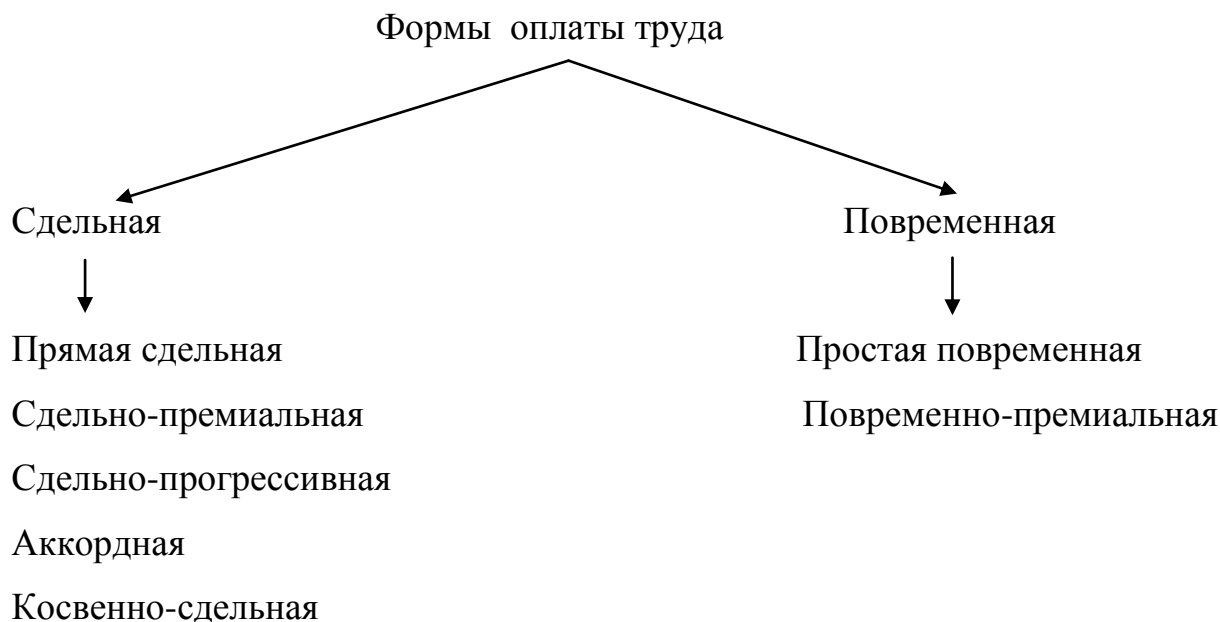 Формы оплаты труда
Сдельная
Повременная
Прямая сдельная
Простая повременная
Сдельно-премиальная
Повременно-премиальная
Сдельно-прогрессивная
Аккордная
Косвенно-сдельная